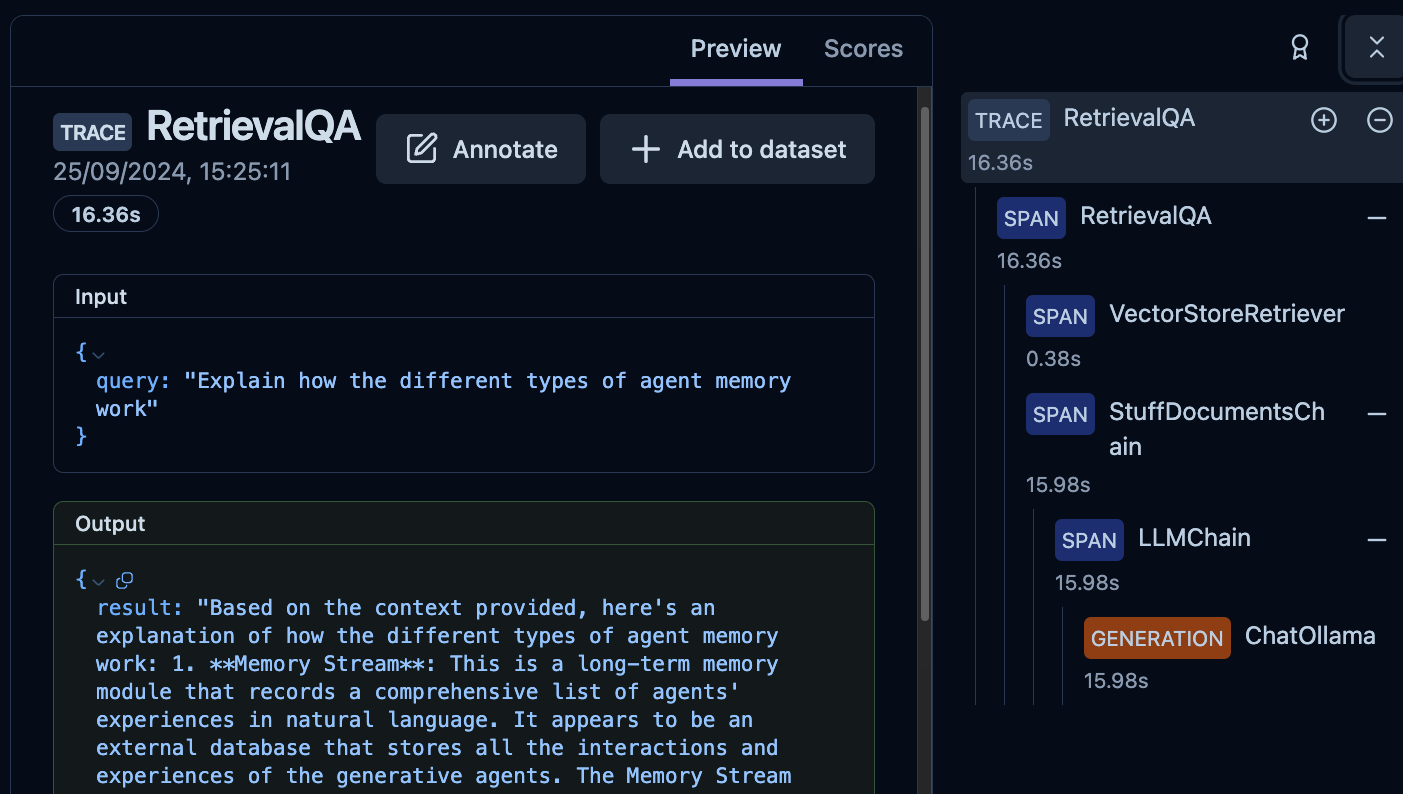 Preview
Scores
TRACE RetrievalQA
25/09/2024, 15:25:11
16.36s
Annotate
Add to dataset
Input
{
query: "Explain how the different types of agent memory
work"
}
Output
{
result: "Based on the context provided, here's an
explanation of how the different types of agent memory
work: 1. **Memory Stream**: This is a long-term memory
module that records a comprehensive list of agents'
experiences in natural language. It appears to be an
external database that stores all the interactions and
experiences of the generative agents. The Memory Stream
TRACE RetrievalQA
16.36s
SPAN RetrievalQA
16.36s
SPAN VectorStoreRetriever
0.38s
SPAN StuffDocumentsCh
ain
15.98s
SPAN LLMChain
15.98s
GENERATION ChatOllama
15.98s